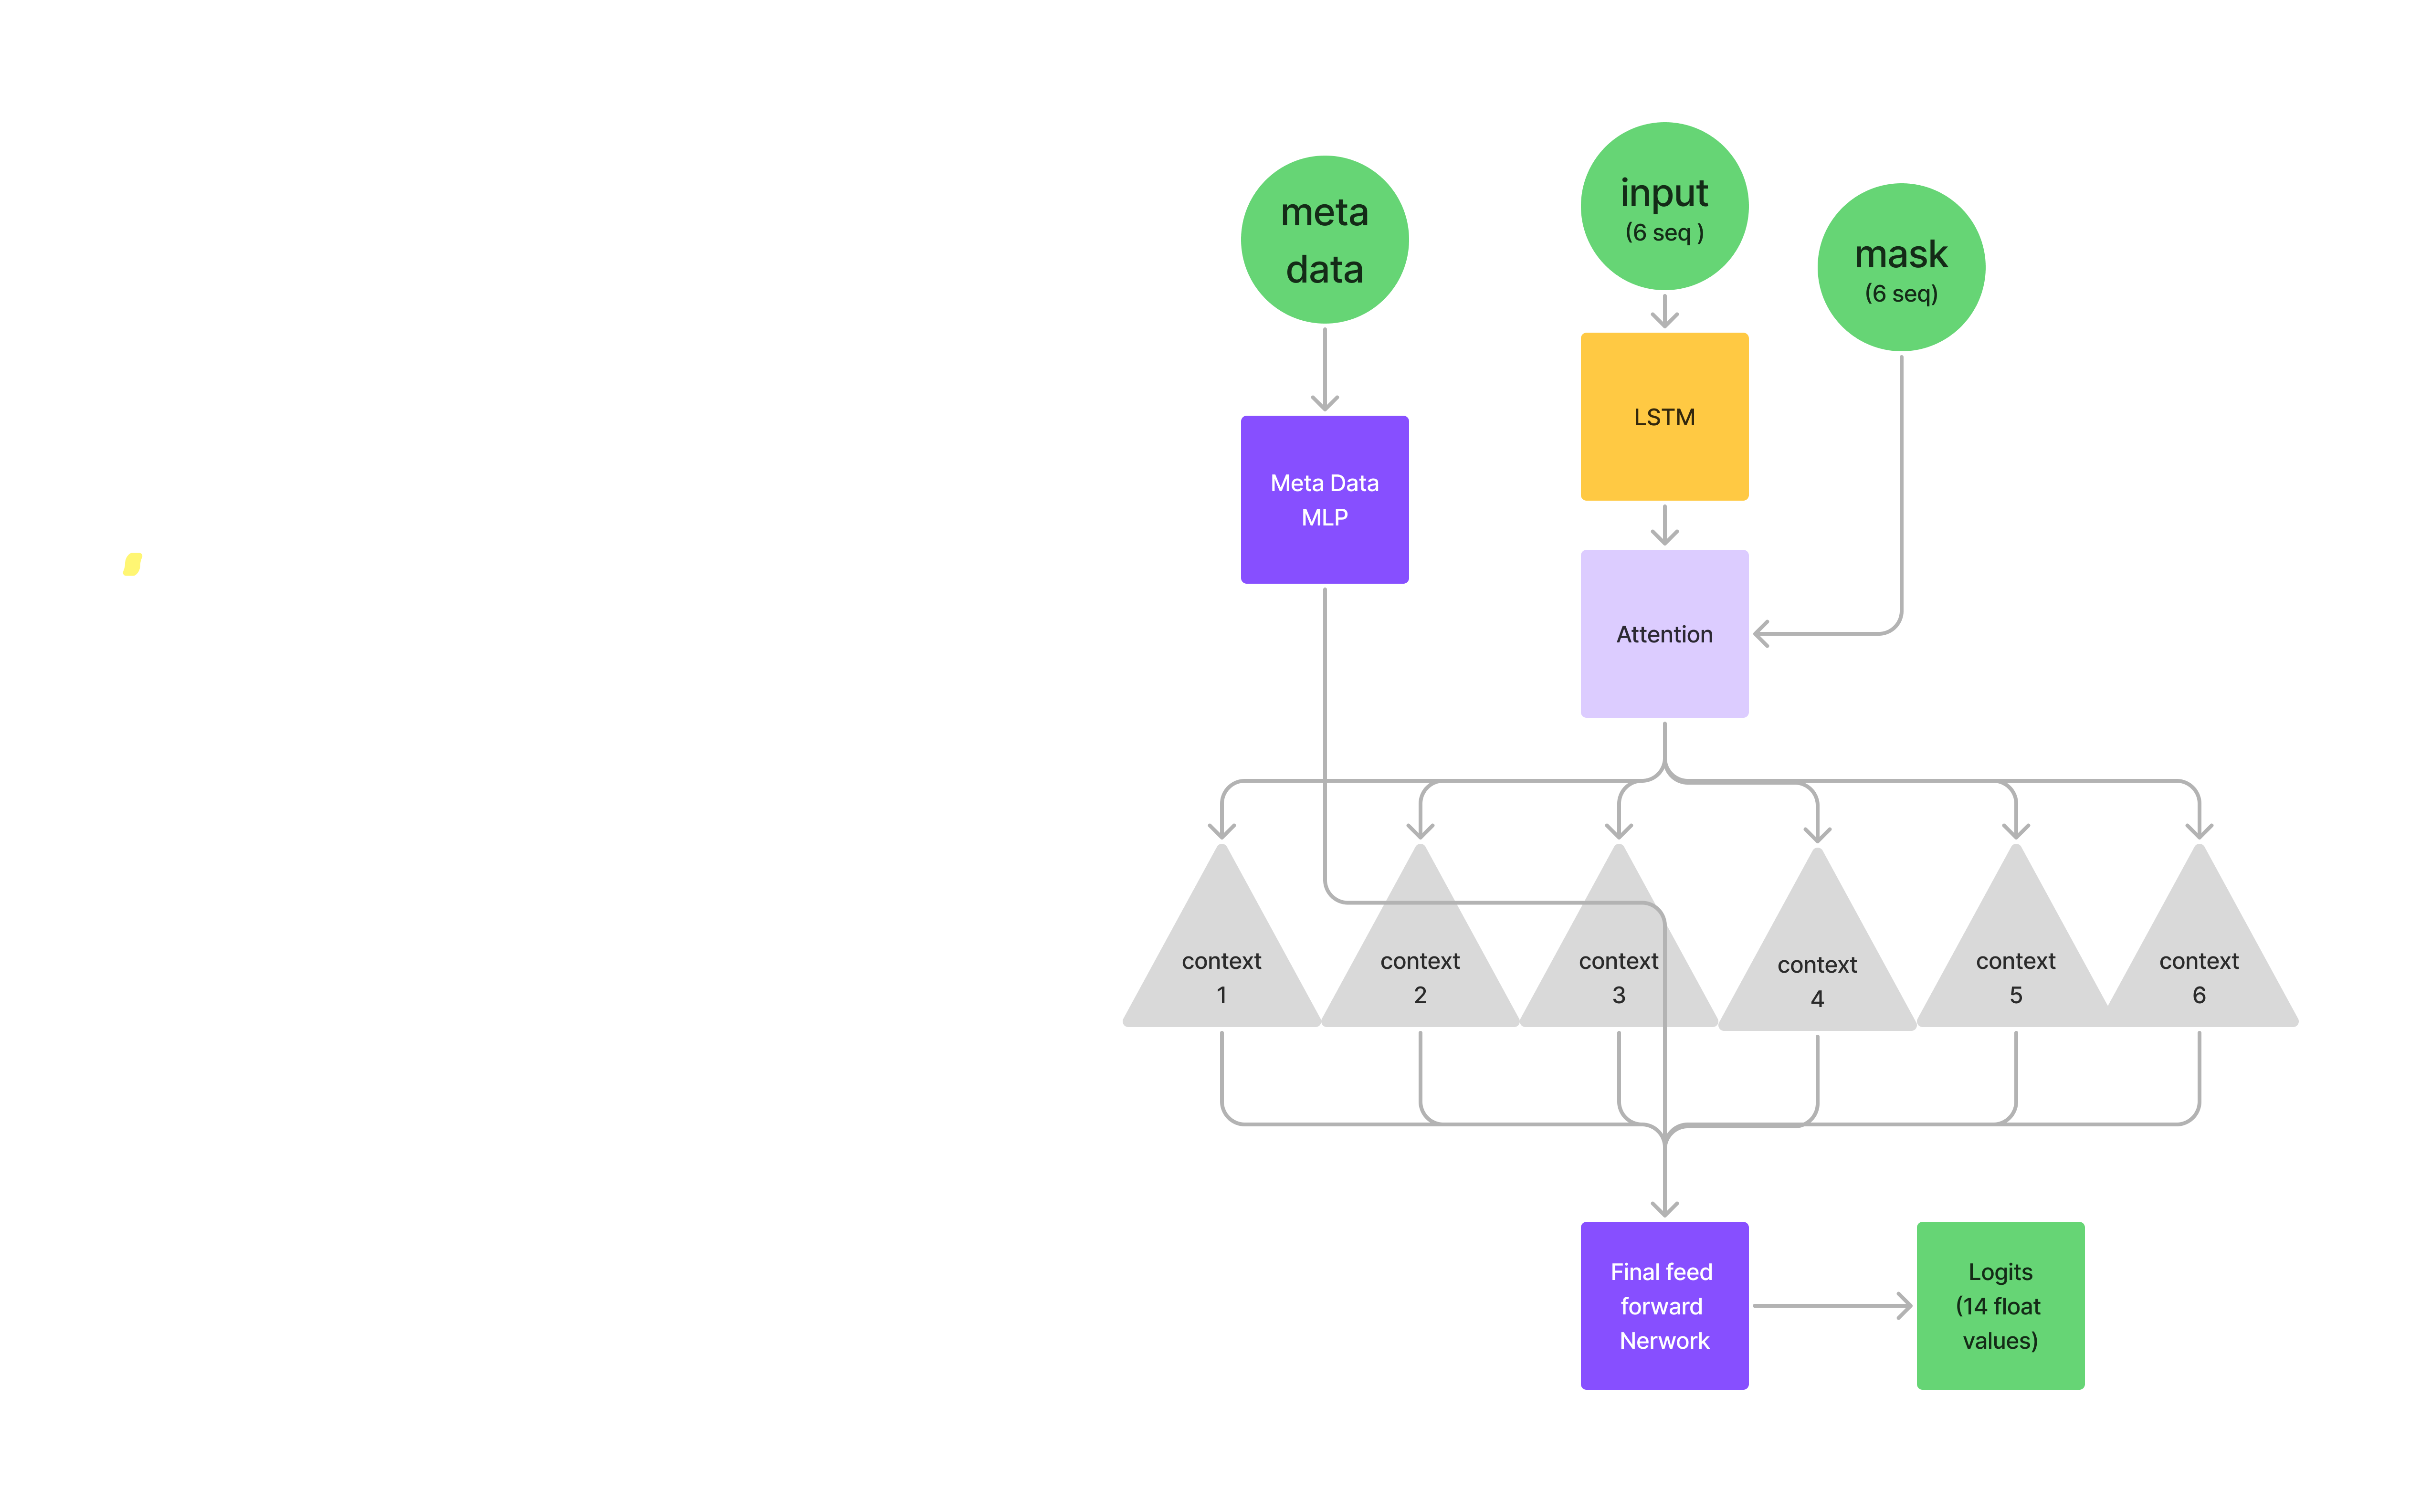 meta
data
input
(6 seq )
mask
(6 seq)
LSTM
Meta Data
MLP
Attention
context
1
context
2
context
3
context
4
context
5
context
6
Final feed
forward
Nerwork
Logits
(14 float
values)